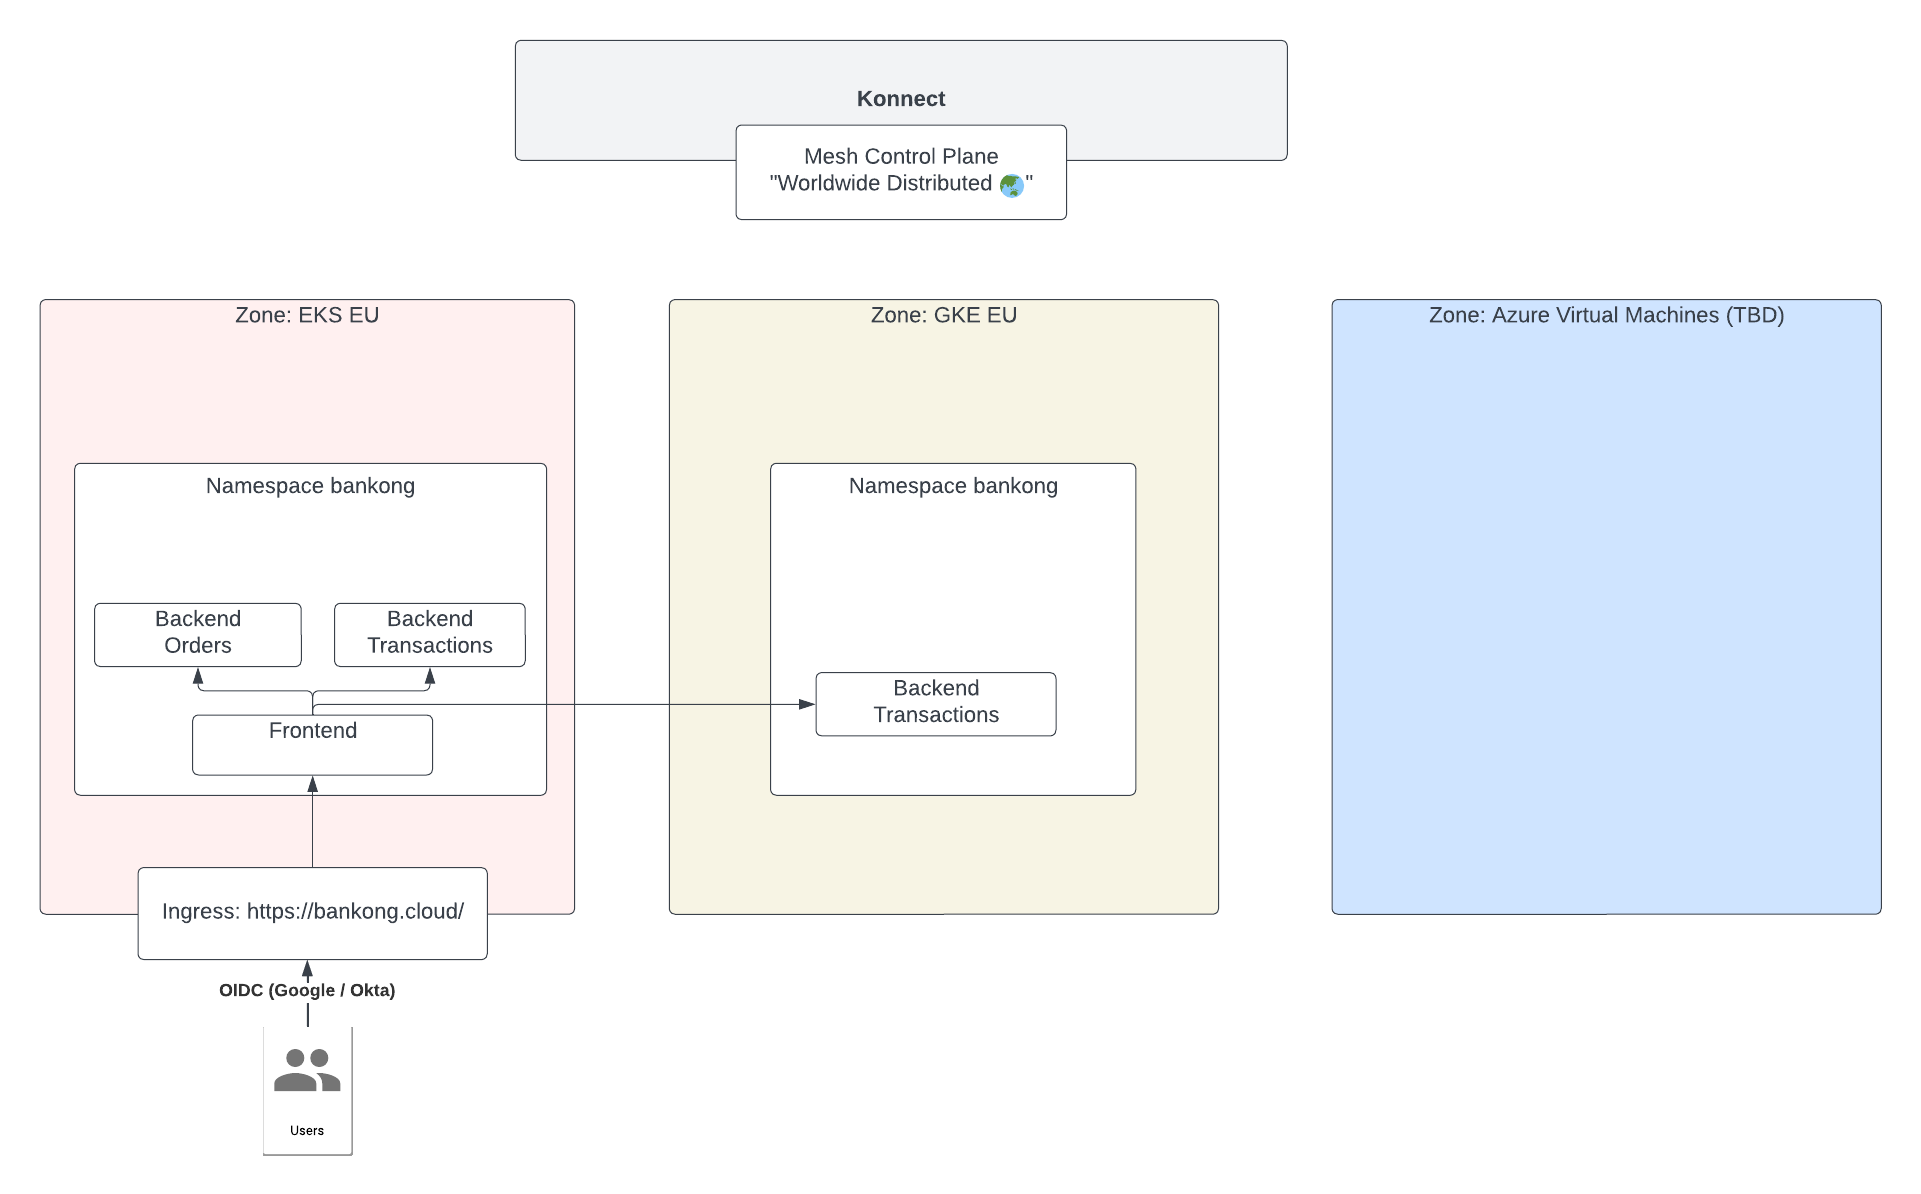 Konnect
Mesh Control Plane
"Worldwide Distributed 🌏"
Zone: EKS EU
Zone: GKE EU
Zone: Azure Virtual Machines (TBD)
Namespace bankong
Namespace bankong
Backend
Orders
Backend
Transactions
Backend
Transactions
Frontend
Ingress: https://bankong.cloud/
OIDC (Google / Okta)
Users